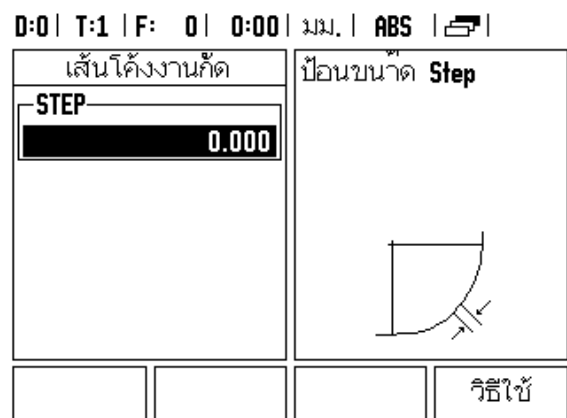 D:0| T:1 |F: 0| 0:00| มม.| ABS |
เส้นโค้งงานกัด
STEP
0.000
ป้อนขนาด Step
วิธีใช้